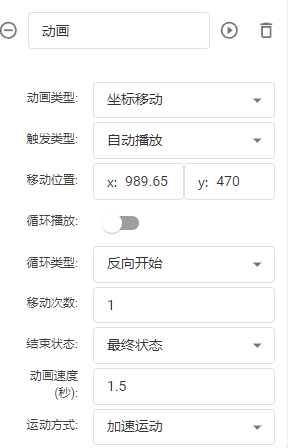 动画
动画类型: 坐标移动
触发类型: 自动播放
移动位置: x: 989.65 y: 470
循环播放:
循环类型: 反向开始
移动次数: 1
结束状态: 最终状态
动画速度
(秒): 1.5
运动方式: 加速运动